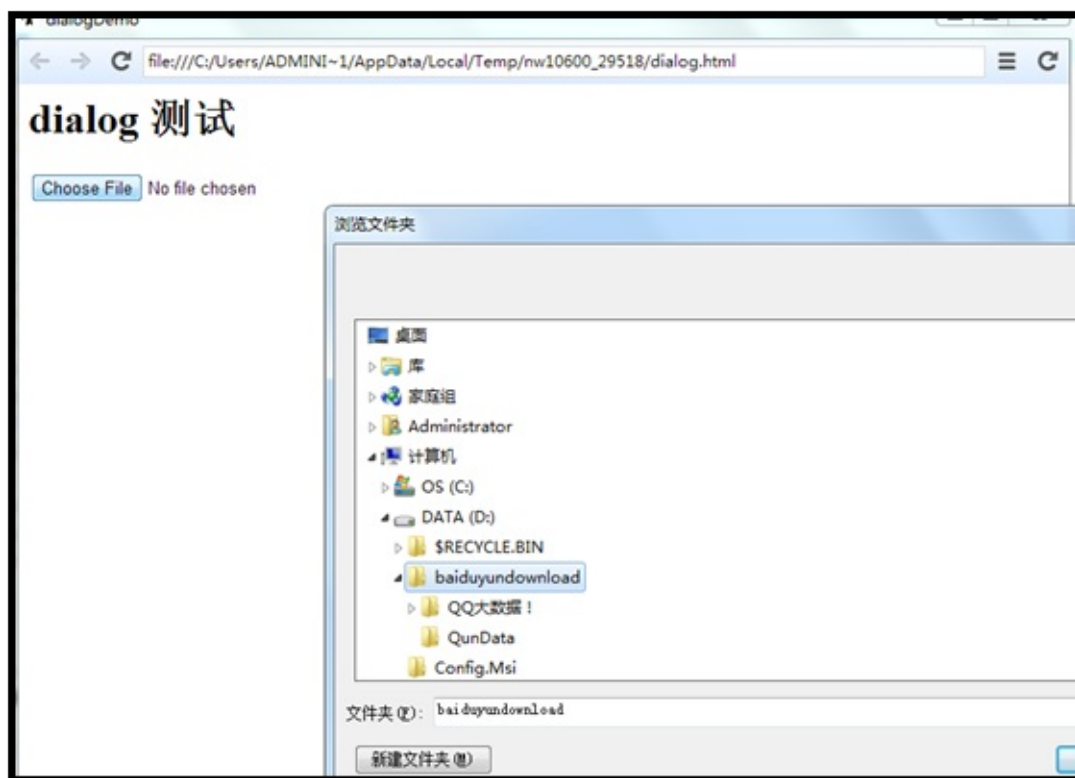 dialogDemo
file:///C:/Users/ADMINI~1/AppData/Local/Temp/nw10600_29518/dialog.html
dialog 测试
Choose File No file chosen
浏览文件夹
桌面
库
家庭组
Administrator
计算机
OS (C:)
DATA (D:)
$RECYCLE.BIN
baiduyundownload
QQ大数据！
QunData
Config.Msi
文件夹(F): baiduyundownload
新建文件夹(M)